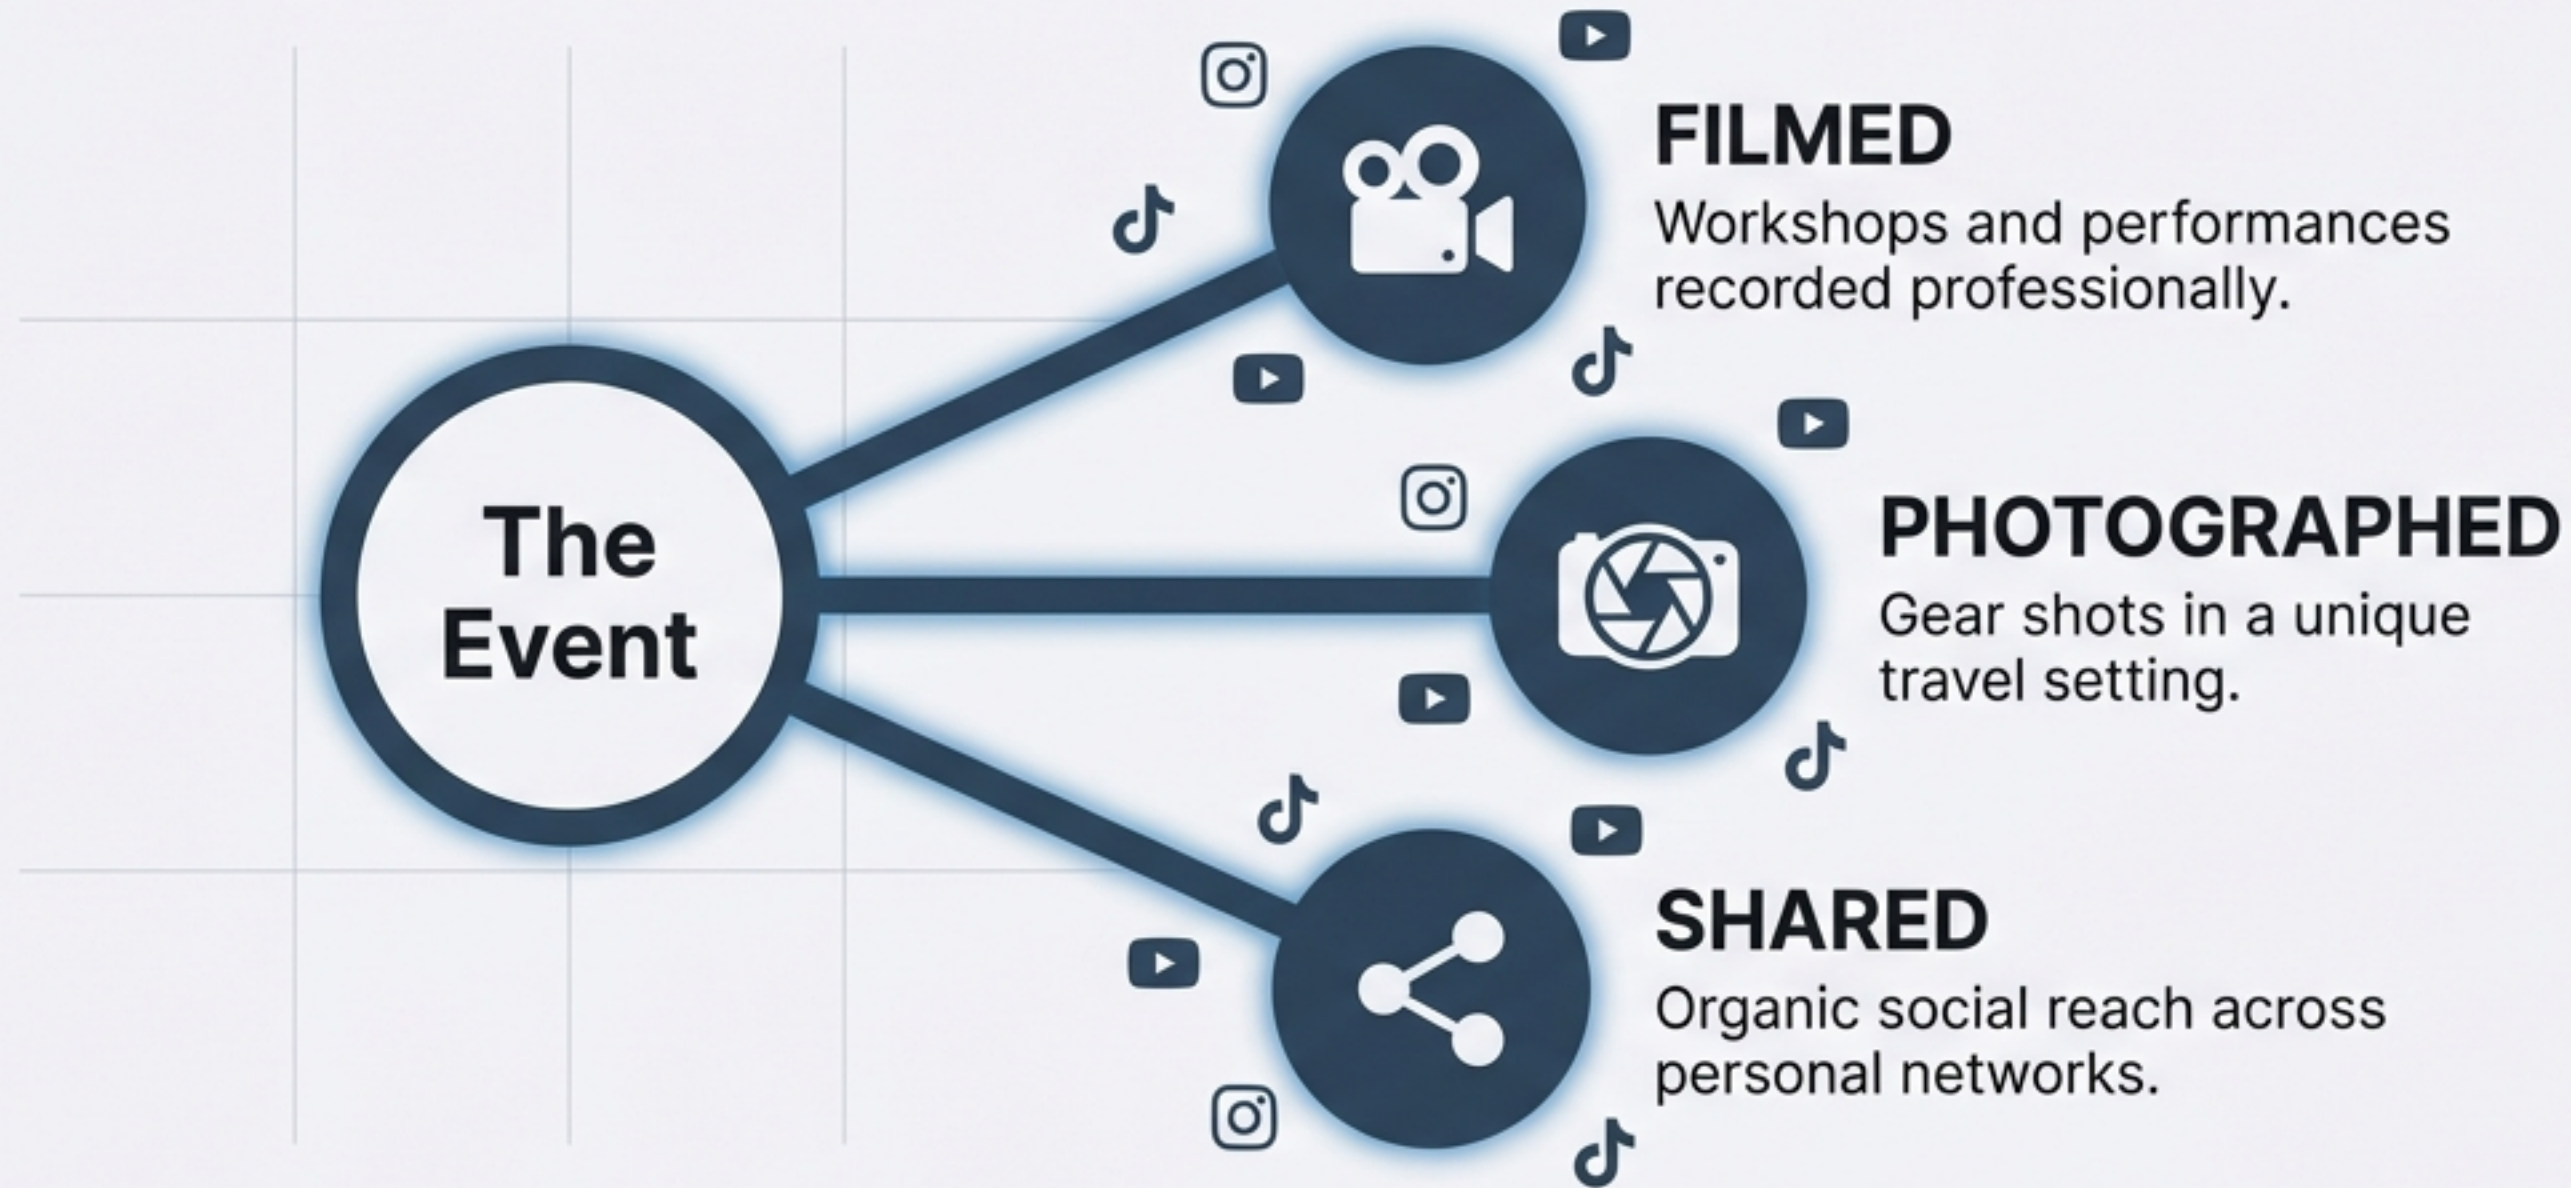 The
Event
FILMED
Workshops and performances
recorded professionally.
PHOTOGRAPHED
Gear shots in a unique
travel setting.
SHARED
Organic social reach across
personal networks.